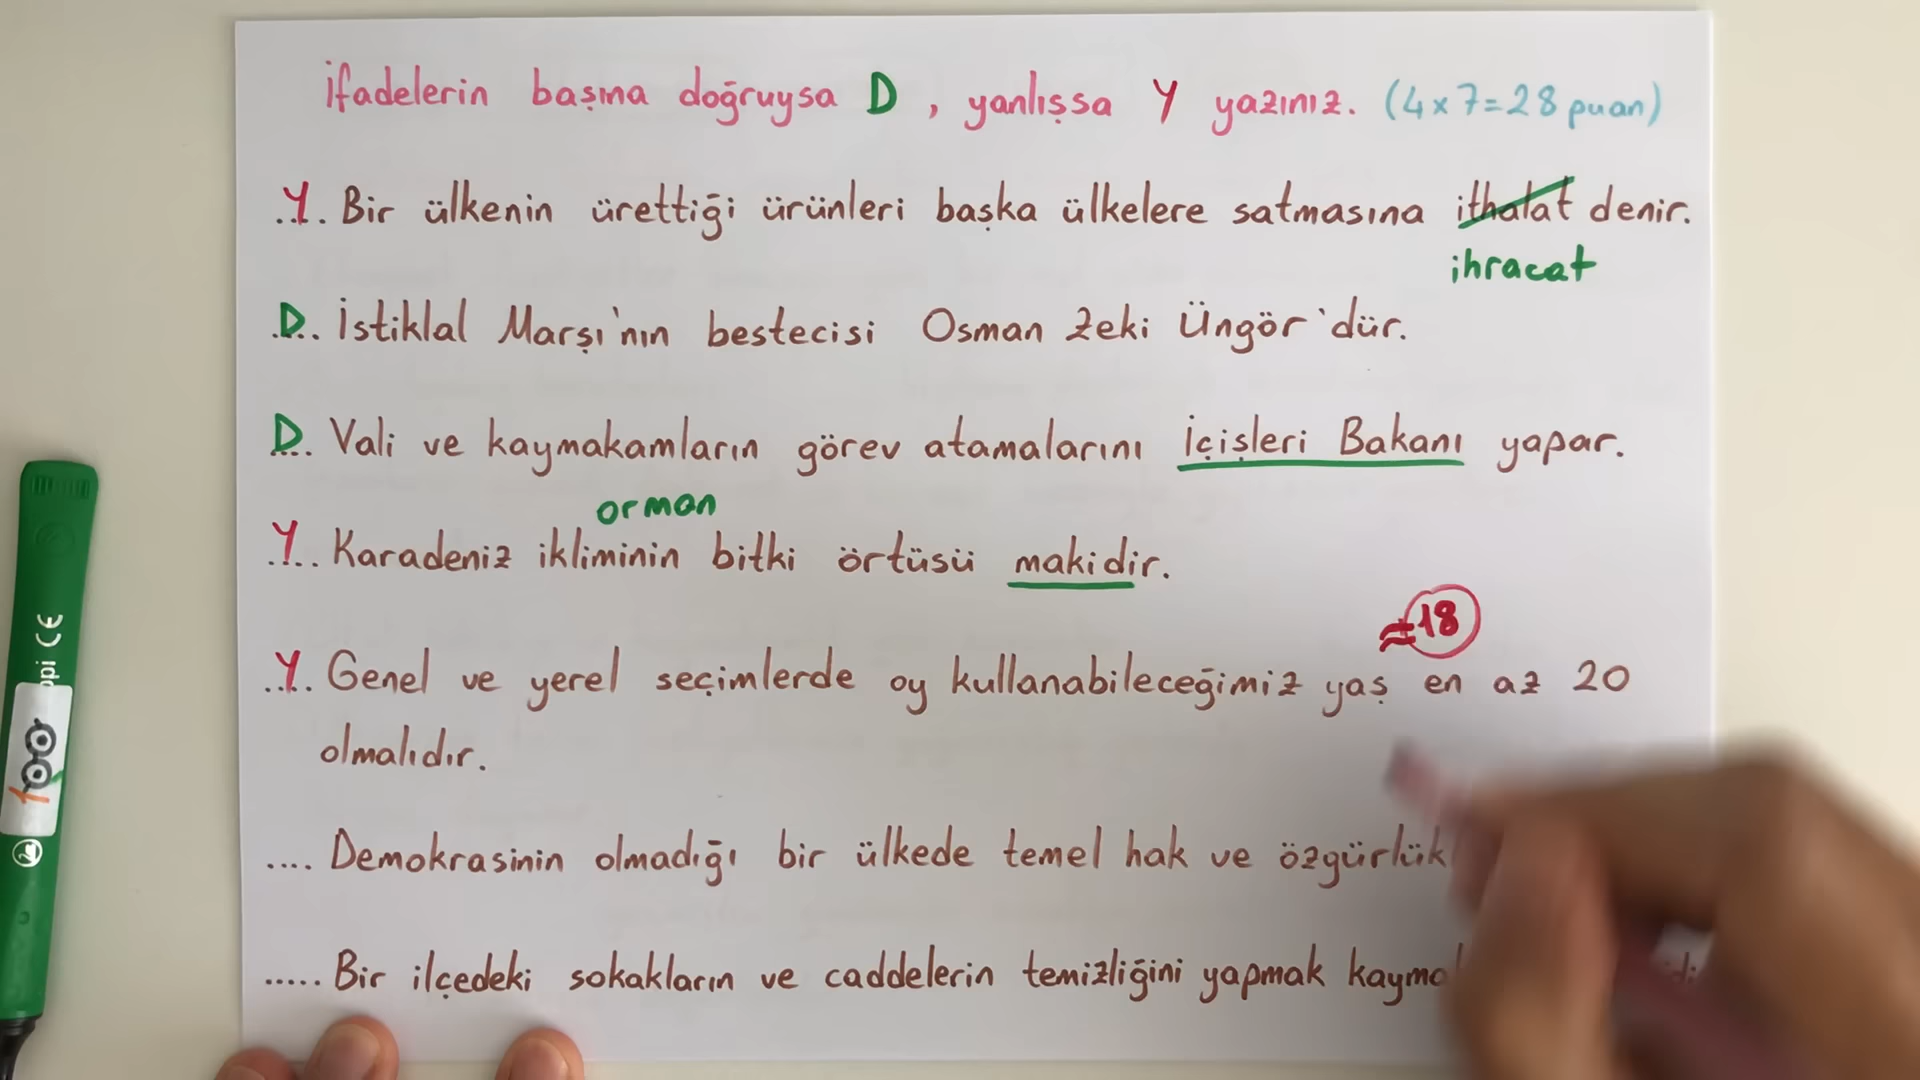 İfadelerin başına doğruysa D , yanlışsa Y yazınız. (4x7=28 puan)
.Y. Bir ülkenin ürettiği ürünleri başka ülkelere satmasına ithalat denir.
ihracat
.D.. İstiklal Marşı'nın bestecisi Osman Zeki Üngör'dür.
D. Vali ve kaymakamların görev atamalarını İçişleri Bakanı yapar.
orman
.Y.. Karadeniz ikliminin bitki örtüsü makidir.
18
..Y. Genel ve yerel seçimlerde oy kullanabileceğimiz yaş en az 20
olmalıdır.
.... Demokrasinin olmadığı bir ülkede temel hak ve
..... Bir ilçedeki sokakların ve caddelerin temizliğini yapmak
CE
100